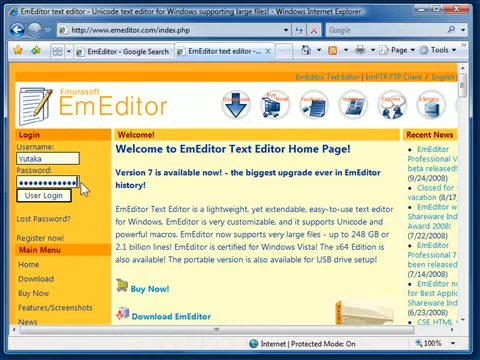 EmEditor text editor - Unicode text editor for Windows supporting large files! - Windows Internet Explorer
http://www.emeditor.com/index.php
EmEditor - Google Search
EmEditor text editor - ...
Page
Tools
EmEditor Text Editor | EmFTP FTP Client / English
Emurasoft
EmEditor
Download
Buy Now!
Features
News
Forums
Library
Login
Username:
Yutaka
Password:
User Login
Lost Password?
Register now!
Main Menu
Home
Download
Buy Now
Features/Screenshots
News
Welcome!
Welcome to EmEditor Text Editor Home Page!
Version 7 is available now! - the biggest upgrade ever in EmEditor
history!
EmEditor Text Editor is a lightweight, yet extendable, easy-to-use text editor
for Windows. EmEditor is very customizable, and it supports Unicode and
powerful macros. EmEditor now supports very large files - up to 248 GB or
2.1 billion lines! EmEditor is certified for Windows Vista! The x64 Edition is
also available! The portable version is also available for USB drive setup!
Buy Now!
Download EmEditor
Recent News
EmEditor
Professional V
beta released!
(9/24/2008)
Closed for
vacation (8/17
EmEditor w
Shareware Ind
Award 2008!
(7/22/2008)
EmEditor
Professional 7
been released
(7/23/2008)
EmEditor no
for Best Applic
Shareware Ind
(6/23/2008)
CSE HTML
Internet | Protected Mode: On
100%